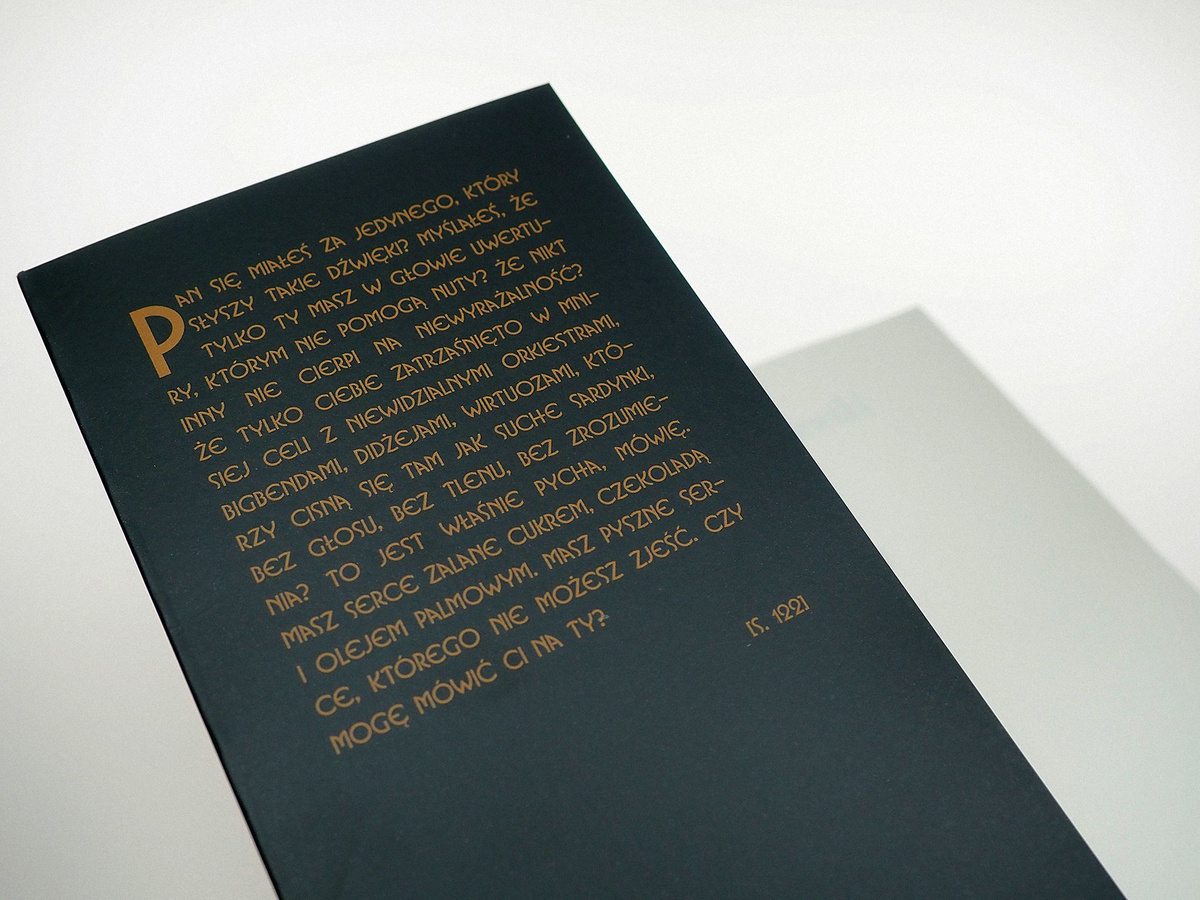 PAN SIĘ MIAŁEŚ ZA JEDYNEGO, KTÓRY
SŁYSZY TAKIE DŹWIĘKI? MYŚLAŁEŚ, ŻE
TYLKO TY MASZ W GŁOWIE UWERTU-
RY, KTÓRYM NIE POMOGĄ NUTY? ŻE NIKT
INNY NIE CIERPI NA NIEWYRAŻALNOŚĆ?
ŻE TYLKO CIEBIE ZATRZAŚNIĘTO W MNI-
SIEJ CELI Z NIEWIDZIALNYMI ORKIESTRAMI,
BIGBENDAMI, DIDŻEJAMI, WIRTUOZAMI, KTÓ-
RZY CISNĄ SIĘ TAM JAK SUCHE SARDYNKI,
BEZ GŁOSU, BEZ TLENU, BEZ ZROZUMIE-
NIA? TO JEST WŁAŚNIE PYCHA, MÓWIĘ.
MASZ SERCE ZALANE CUKREM, CZEKOLADĄ
I OLEJEM PALMOWYM. MASZ PYSZNE SER-
CE, KTÓREGO NIE MOŻESZ ZJEŚĆ. CZY
MOGĘ MÓWIĆ CI NA TY?
[S. 122]